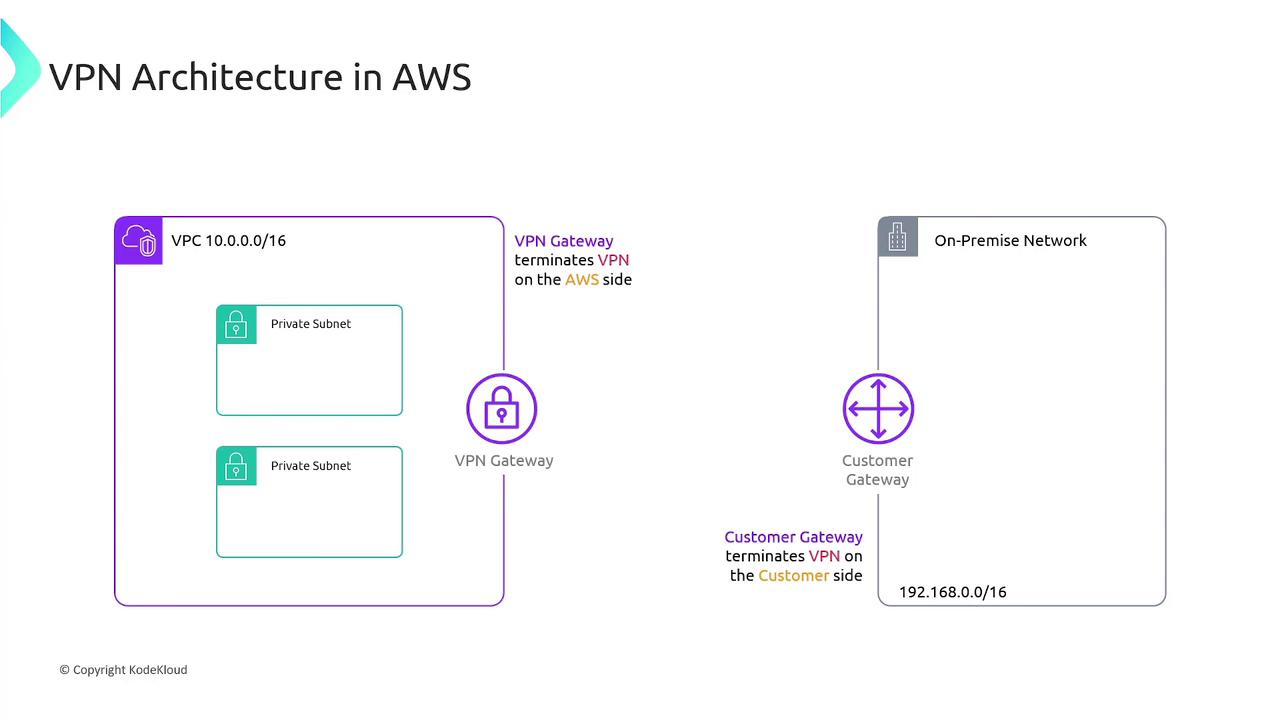 VPN Architecture in AWS
VPC 10.0.0.0/16
VPN Gateway
terminates VPN
on the AWS side
On-Premise Network
Private Subnet
VPN Gateway
Customer
Gateway
Private Subnet
Customer Gateway
terminates VPN on
the Customer side
192.168.0.0/16
© Copyright KodeKloud